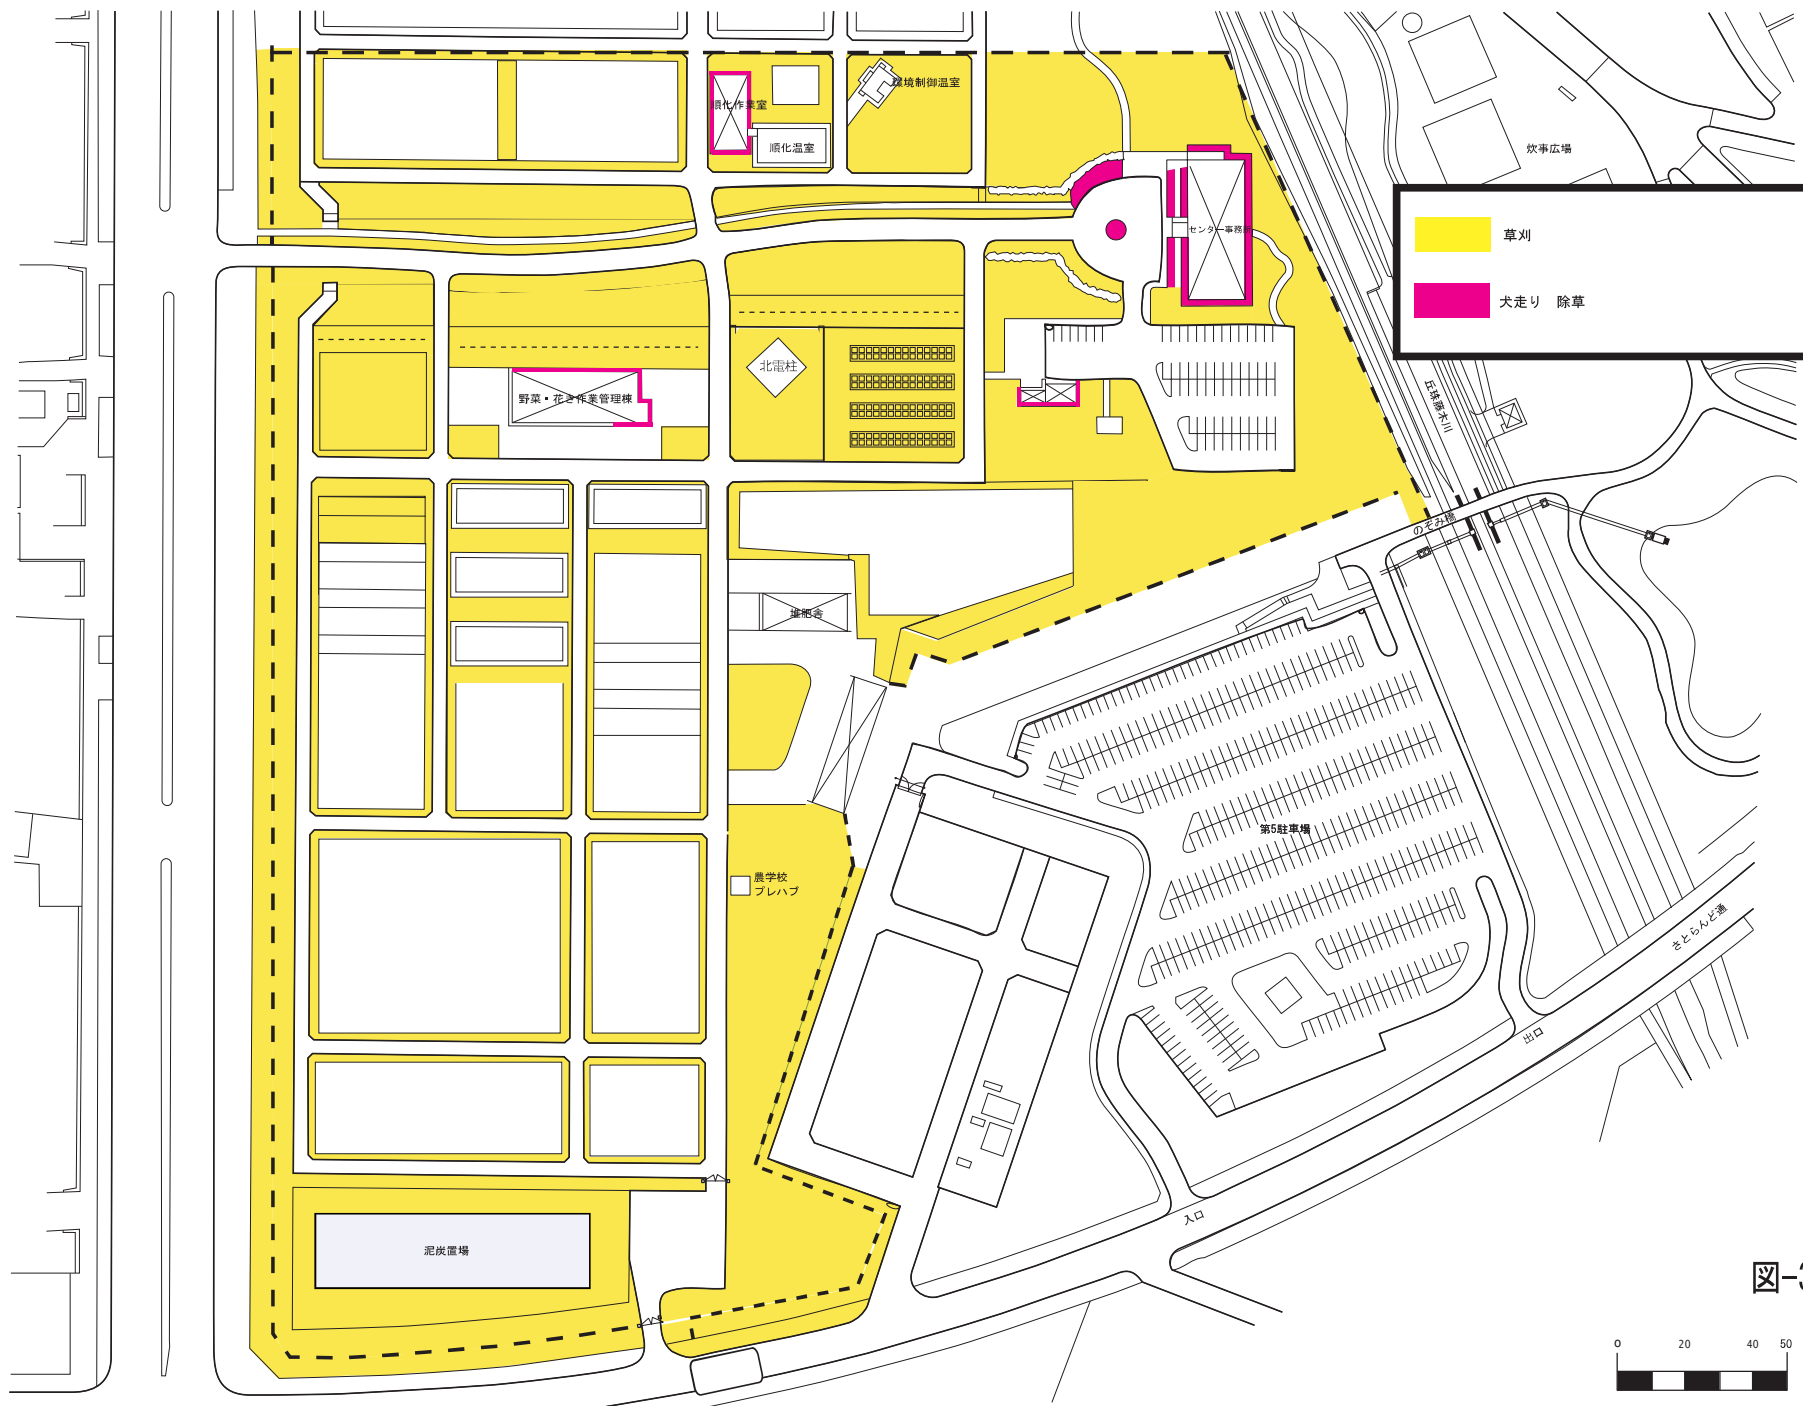 環境制御温室
順化作業室
順化温室
炊事広場
センター事務所
草刈
犬走り　除草
北電柱
野菜・花き作業管理棟
丘珠藤木川
のぞみ橋
堆肥舎
第5駐車場
農学校
プレハブ
さとらんど通
出口
入口
泥炭置場
図-3
0 20 40 50